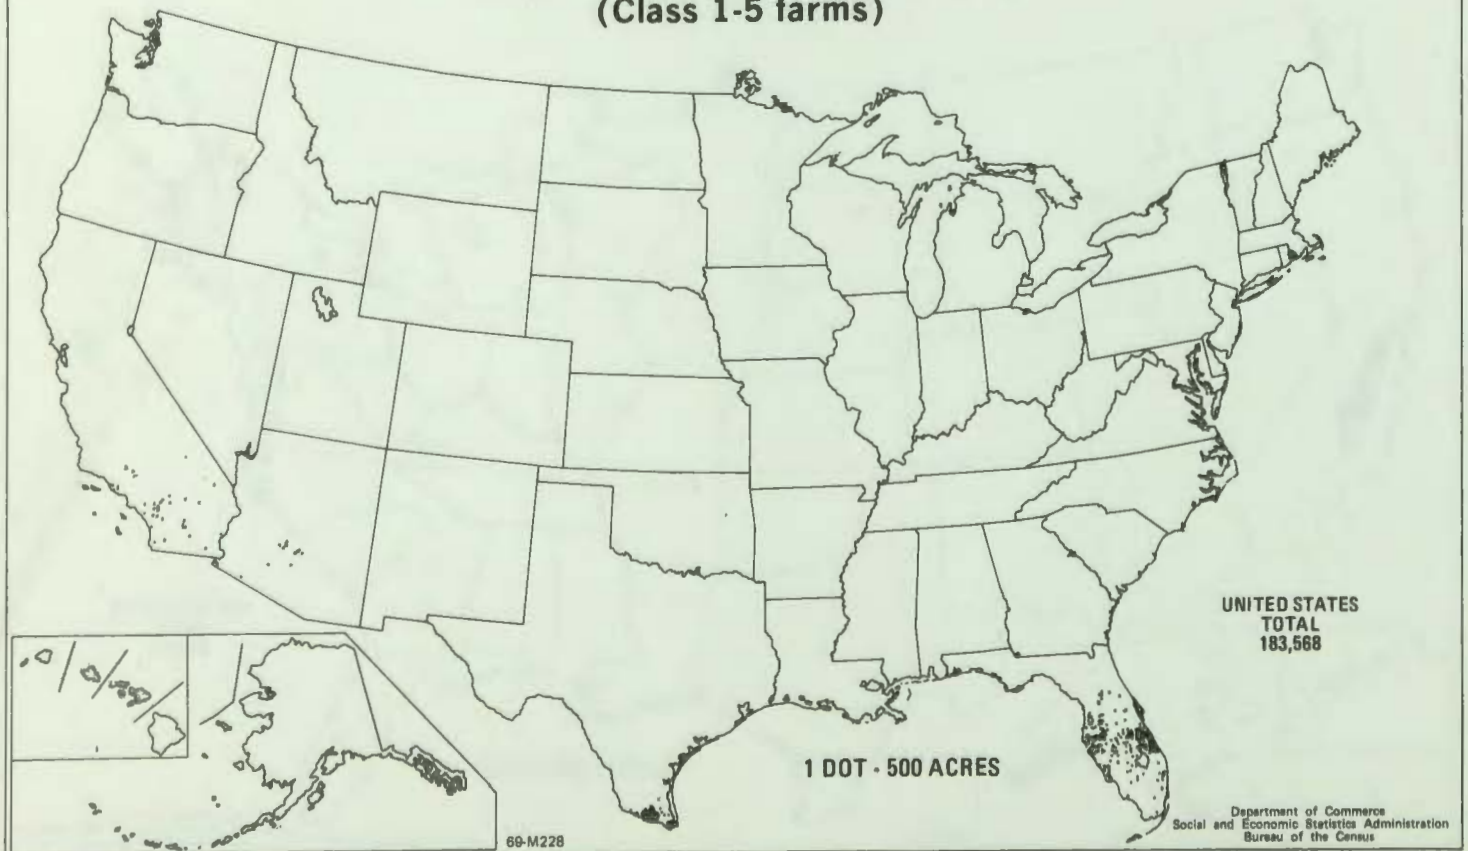 (Class 1-5 farms)
UNITED STATES
TOTAL
183,568
1 DOT - 500 ACRES
Department of Commerce
Social and Economic Statistics Administration
Bureau of the Census
69-M228